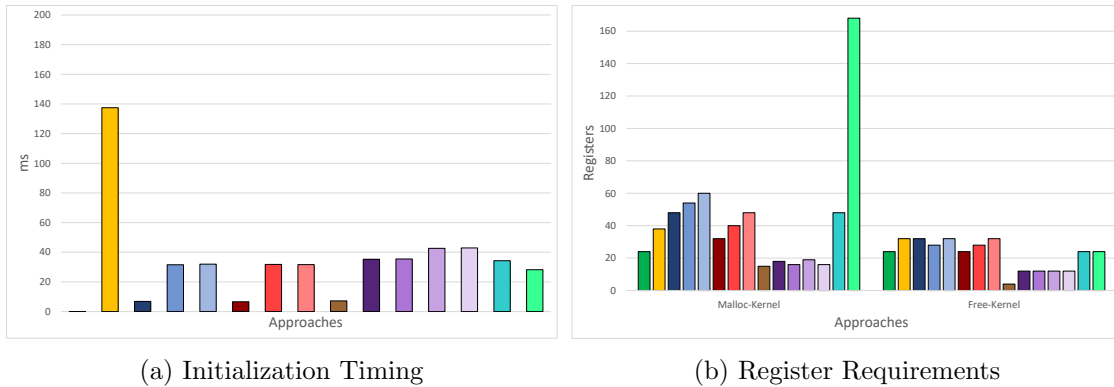 200
180
160
140
120
100
80
60
40
20
0
ms
Approaches
(a) Initialization Timing
160
140
120
100
80
60
40
20
0
Registers
Malloc-Kernel
Free-Kernel
Approaches
(b) Register Requirements